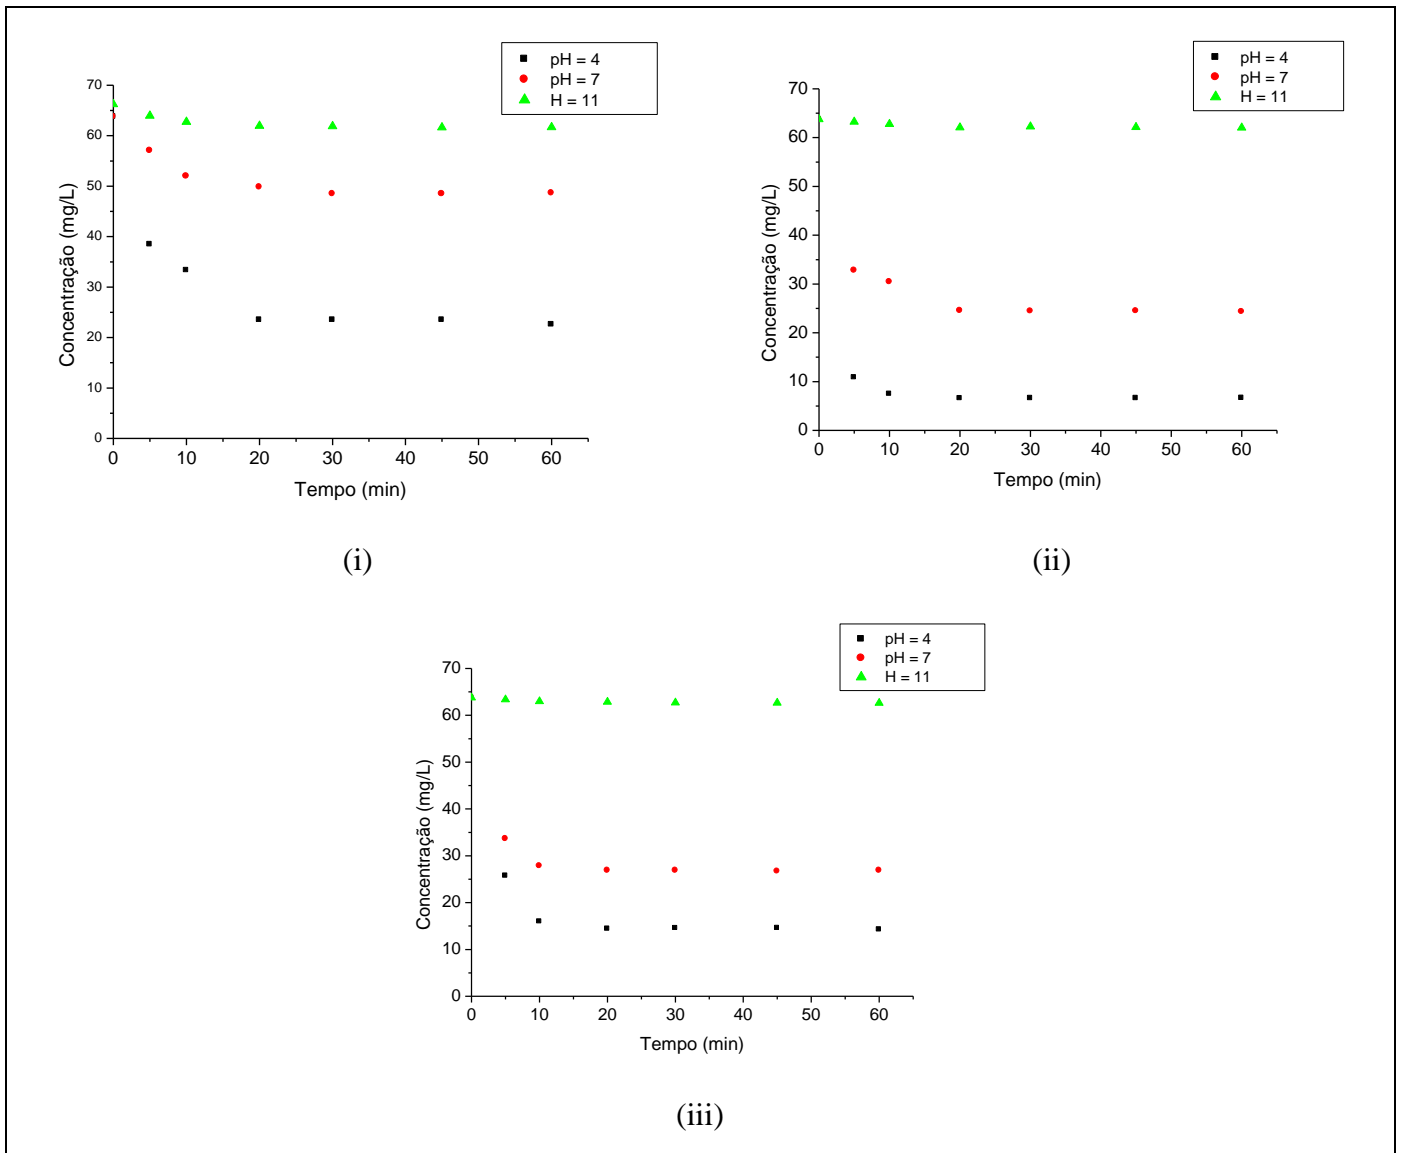 pH = 4
pH = 7
H = 11
70
60
50
40
30
20
10
0
Concentração (mg/L)
0 10 20 30 40 50 60
Tempo (min)
(i)
pH = 4
pH = 7
H = 11
70
60
50
40
30
20
10
0
Concentração (mg/L)
0 10 20 30 40 50 60
Tempo (min)
(ii)
pH = 4
pH = 7
H = 11
70
60
50
40
30
20
10
0
Concentração (mg/L)
0 10 20 30 40 50 60
Tempo (min)
(iii)